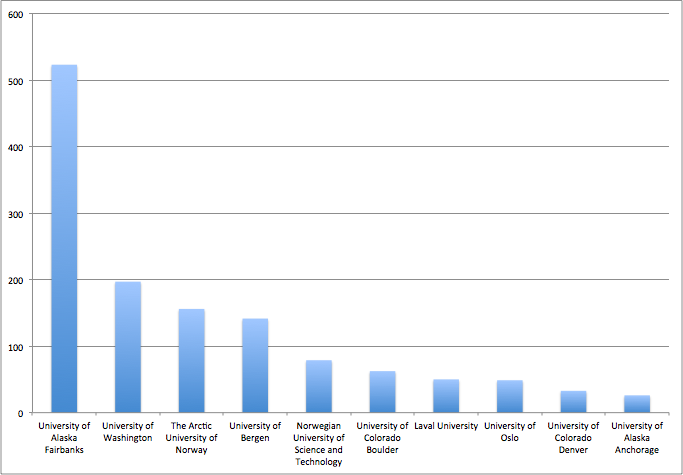 600
500
400
300
200
100
0
University of
Alaska
Fairbanks
University of
Washington
The Arctic
University of
Norway
University of
Bergen
Norwegian
University of
Science and
Technology
University of
Colorado
Boulder
Laval University
University of
Oslo
University of
Colorado
Denver
University of
Alaska
Anchorage